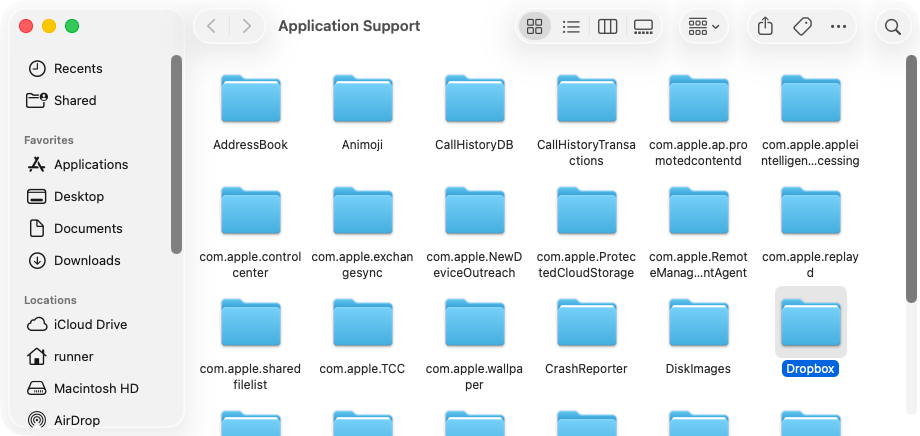 Application Support
Recents
Shared
Favorites
Applications
Desktop
Documents
Downloads
Locations
iCloud Drive
runner
Macintosh HD
AirDrop
AddressBook
Animoji
CallHistoryDB
CallHistoryTransa
ctions
com.apple.ap.pro
motedcontentd
com.apple.applei
ntelligen...cessing
com.apple.control
center
com.apple.exchan
gesync
com.apple.NewD
eviceOutreach
com.apple.Protec
tedCloudStorage
com.apple.Remot
eManag...ntAgent
com.apple.replay
d
com.apple.shared
filelist
com.apple.TCC
com.apple.wallpa
per
CrashReporter
DiskImages
Dropbox